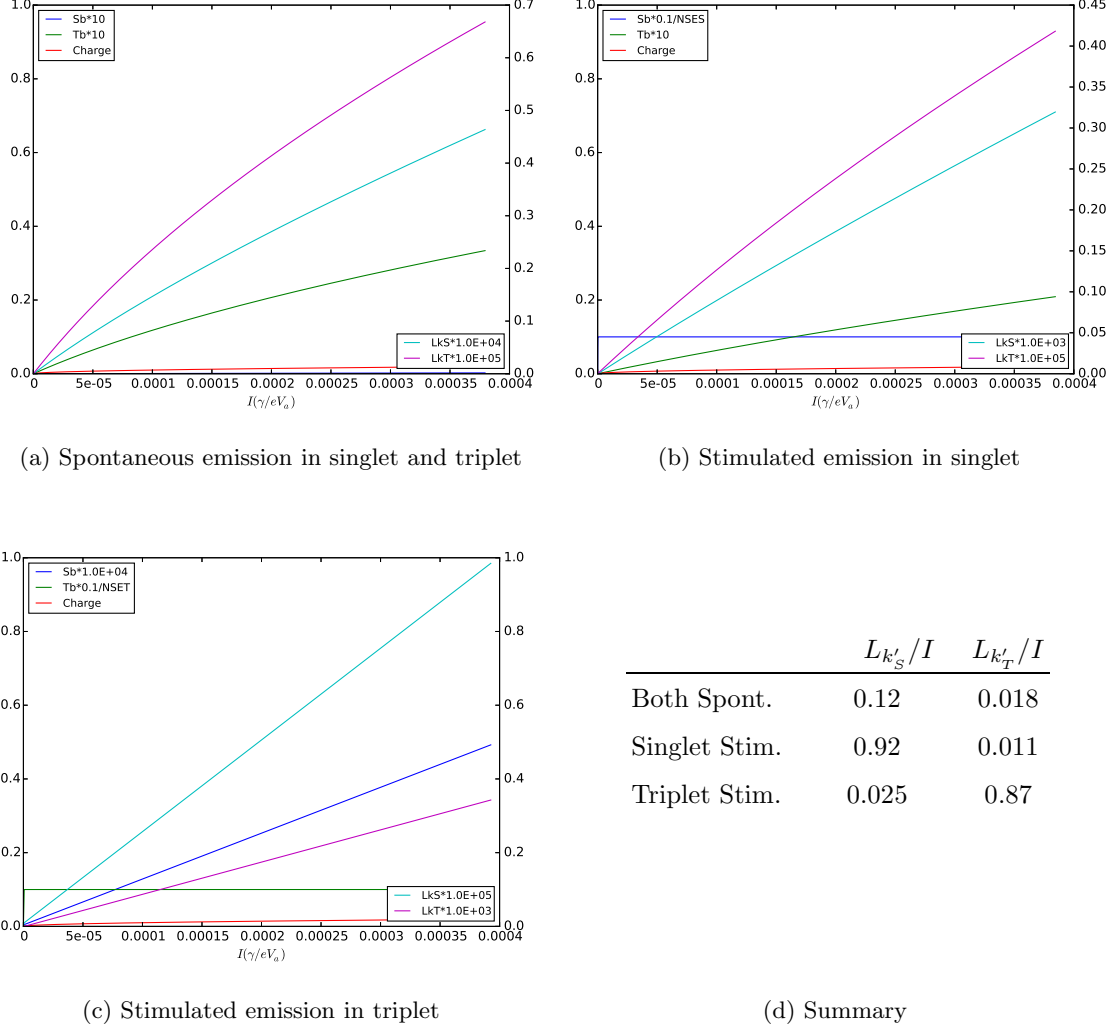 Sb*10
Tb*10
Charge
1.0
0.8
0.6
0.4
0.2
0.0
0.7
0.6
0.5
0.4
0.3
0.2
0.1
0.0
LkS*1.0E+04
LkT*1.0E+05
0 5e-05 0.0001 0.00015 0.0002 0.00025 0.0003 0.00035 0.0004
I(γ/eV_a)
(a) Spontaneous emission in singlet and triplet
Sb*0.1/NSES
Tb*10
Charge
1.0
0.8
0.6
0.4
0.2
0.0
0.45
0.40
0.35
0.30
0.25
0.20
0.15
0.10
0.05
0.00
LkS*1.0E+03
LkT*1.0E+05
0 5e-05 0.0001 0.00015 0.0002 0.00025 0.0003 0.00035 0.0004
I(γ/eV_a)
(b) Stimulated emission in singlet
Sb*1.0E+04
Tb*0.1/NSET
Charge
1.0
0.8
0.6
0.4
0.2
0.0
1.0
0.8
0.6
0.4
0.2
0.0
LkS*1.0E+05
LkT*1.0E+03
0 5e-05 0.0001 0.00015 0.0002 0.00025 0.0003 0.00035 0.0004
I(γ/eV_a)
(c) Stimulated emission in triplet
L_{k'_S}/I L_{k'_T}/I
Both Spont. 0.12 0.018
Singlet Stim. 0.92 0.011
Triplet Stim. 0.025 0.87
(d) Summary